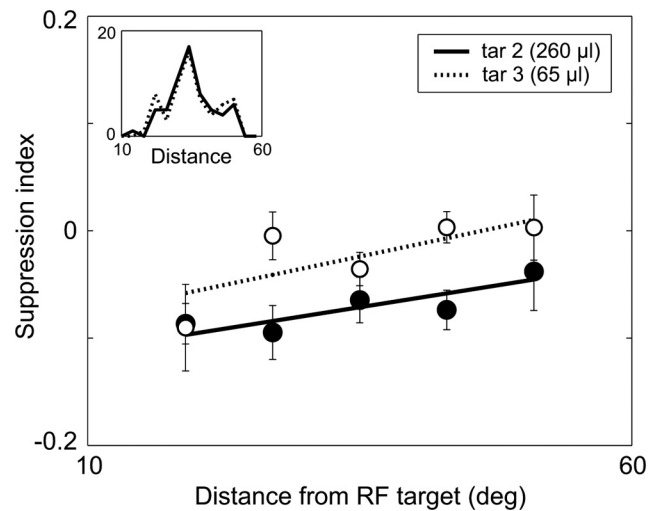 0.2
20
0
10
60
Distance
tar 2 (260 µl)
tar 3 (65 µl)
Suppression index
0
-0.2
10
60
Distance from RF target (deg)